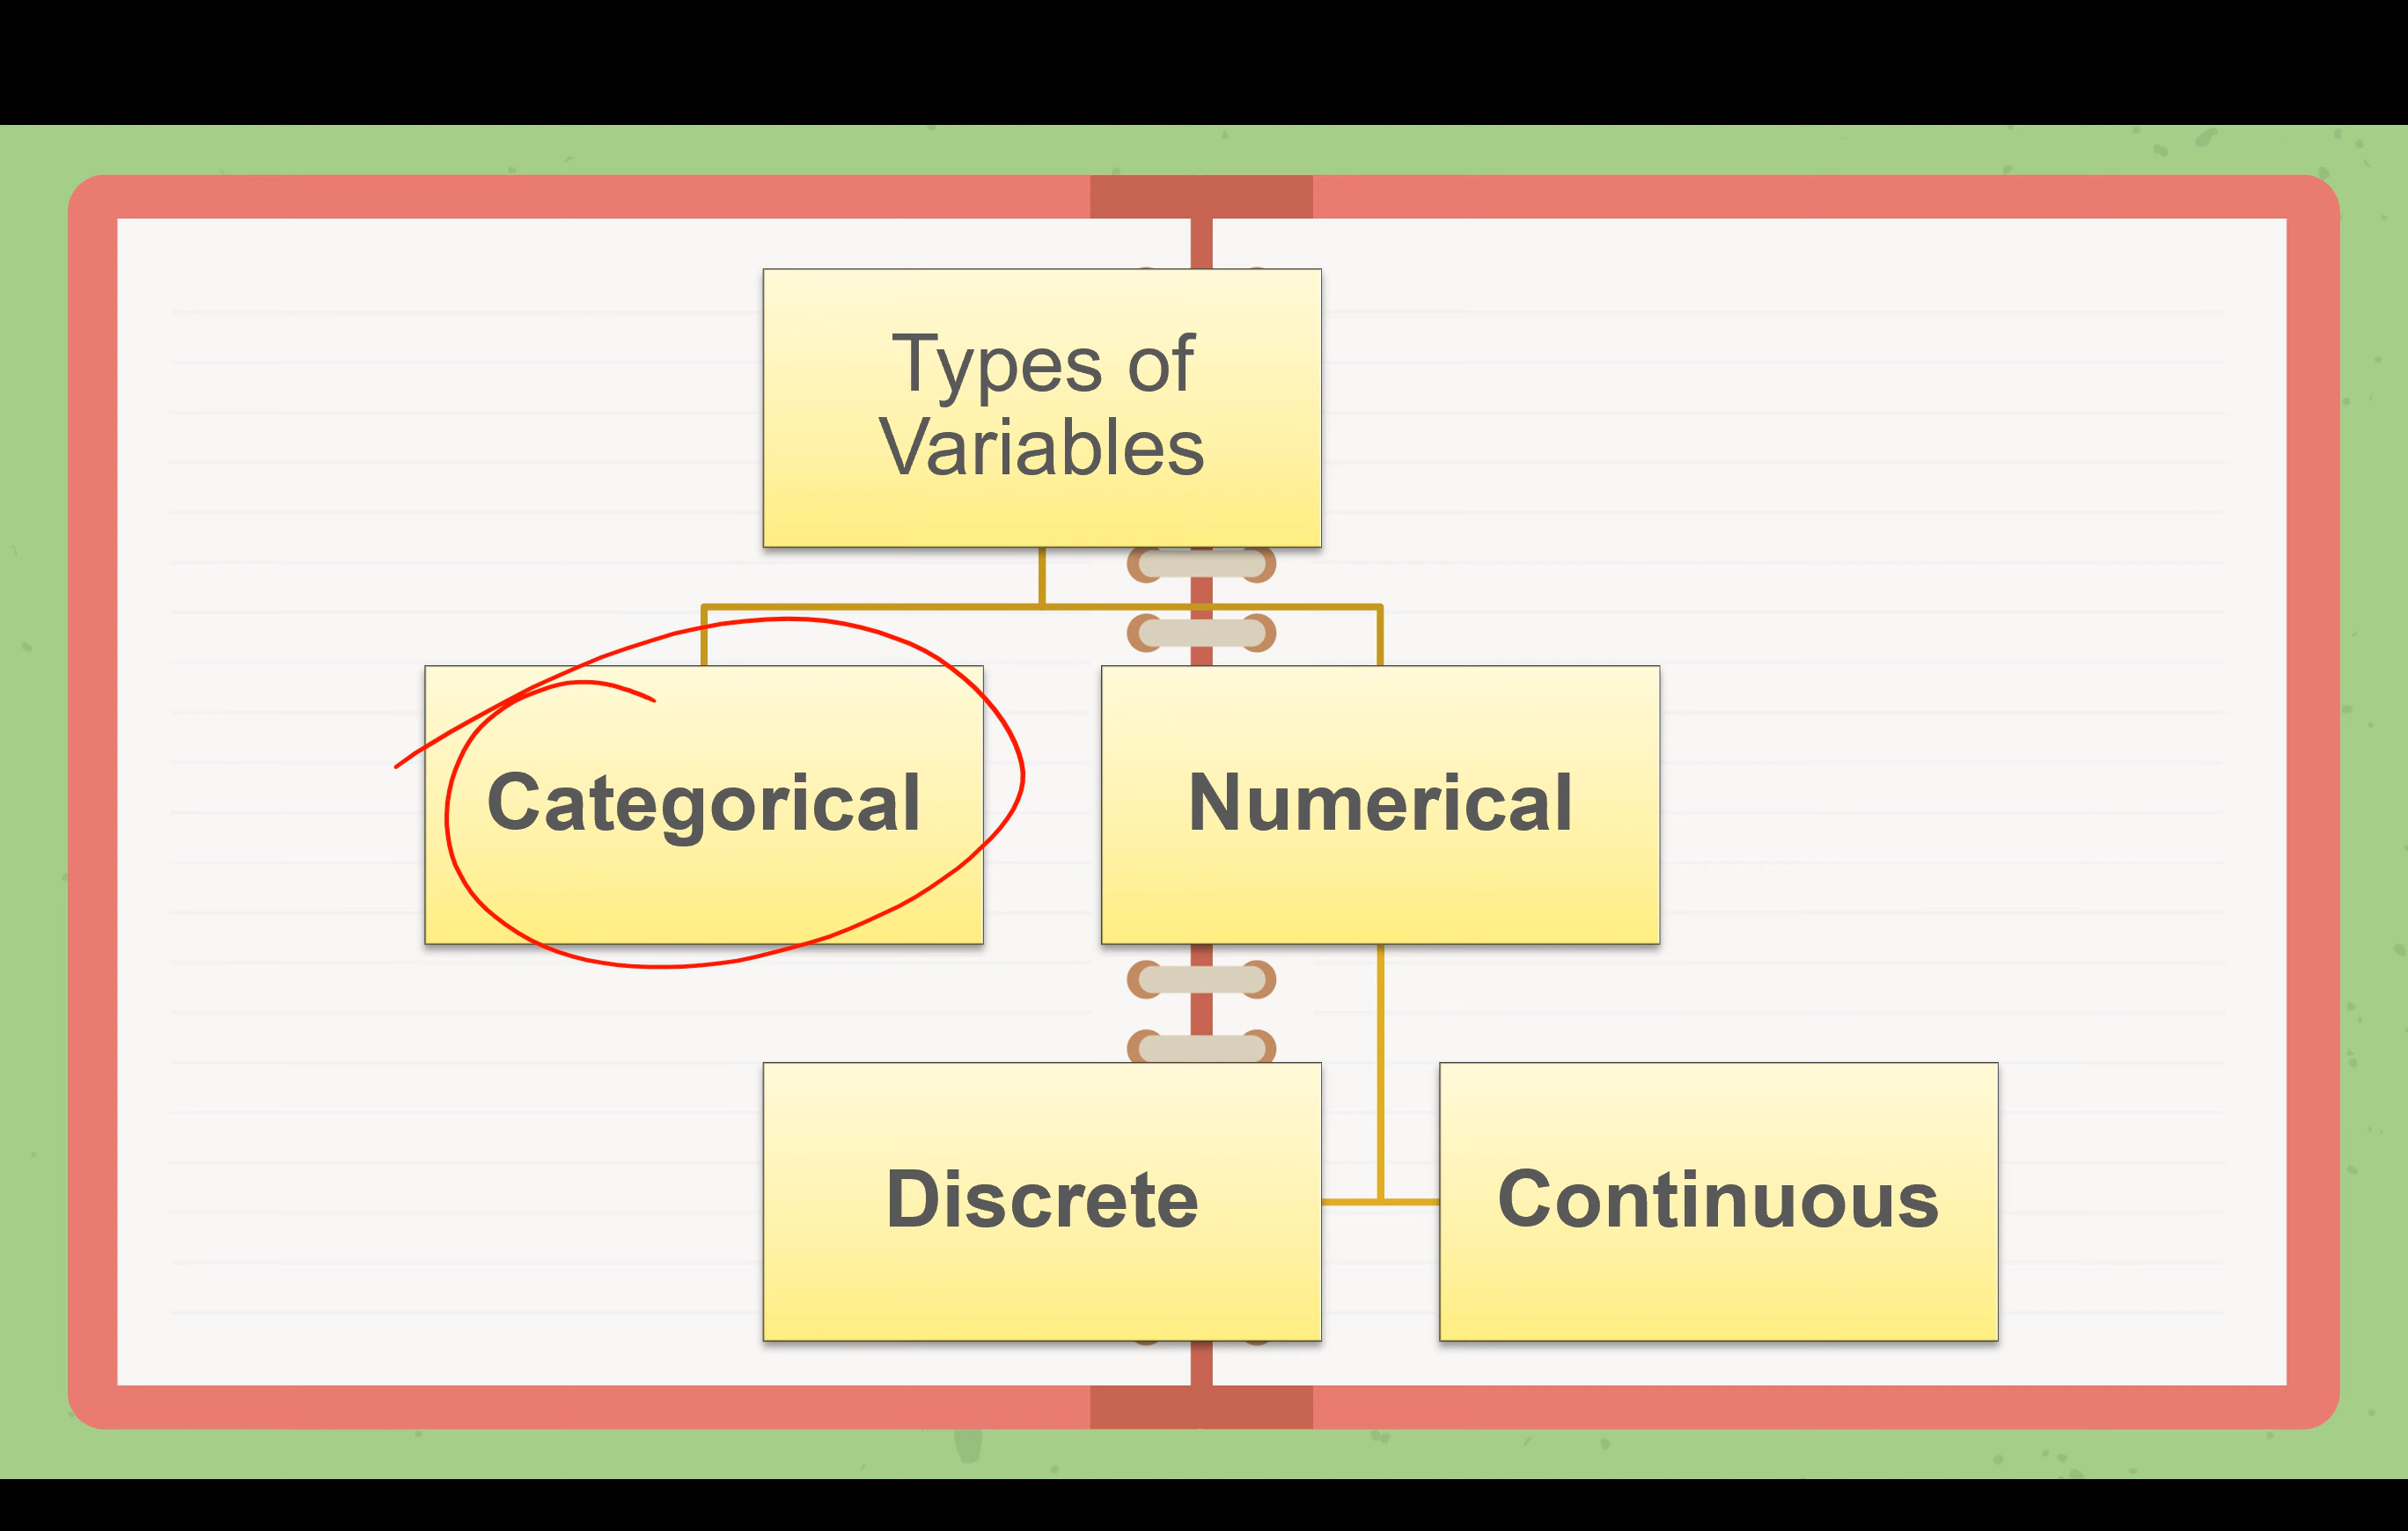 Types of
Variables
Categorical
Numerical
Discrete
Continuous